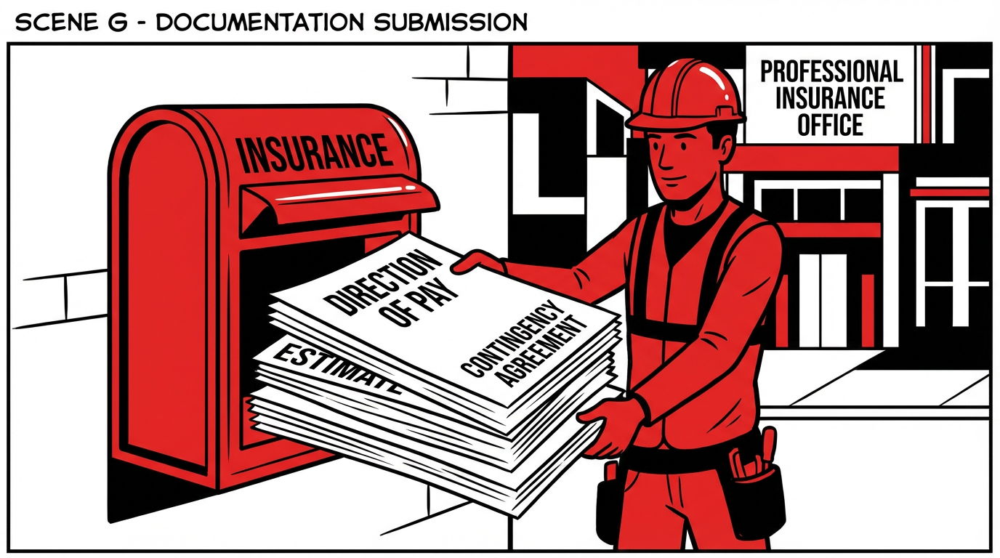 SCENE G - DOCUMENTATION SUBMISSION
INSURANCE
PROFESSIONAL
INSURANCE
OFFICE
DIRECTION
OF PAY
CONTINGENCY
AGREEMENT
ESTIMATE